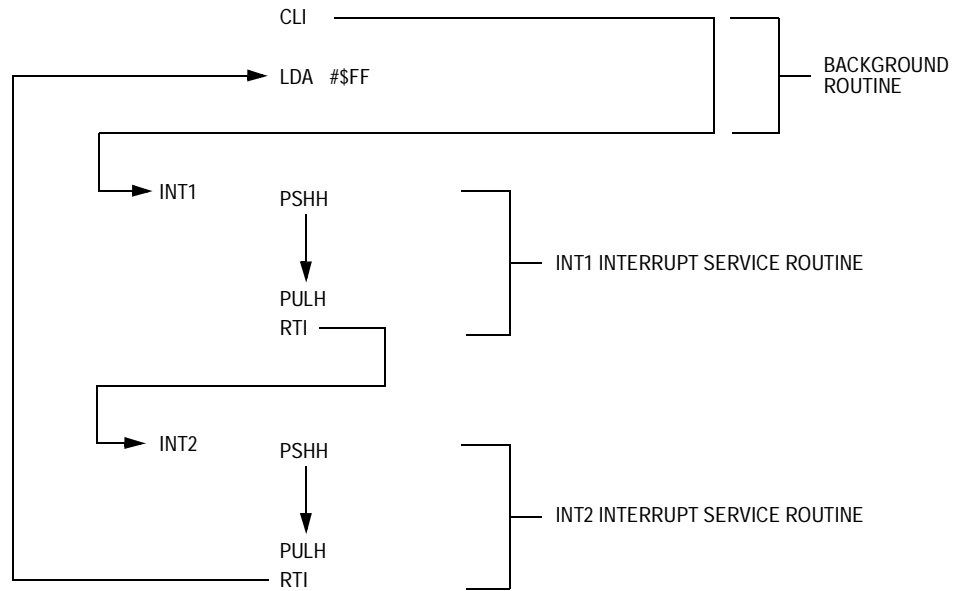 CLI
LDA #$FF
BACKGROUND
ROUTINE
INT1
PSHH
INT1 INTERRUPT SERVICE ROUTINE
PULH
RTI
INT2
PSHH
INT2 INTERRUPT SERVICE ROUTINE
PULH
RTI